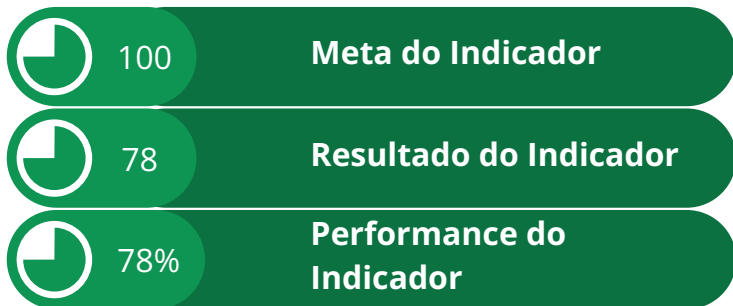 100 Meta do Indicador
78 Resultado do Indicador
78% Performance do
Indicador